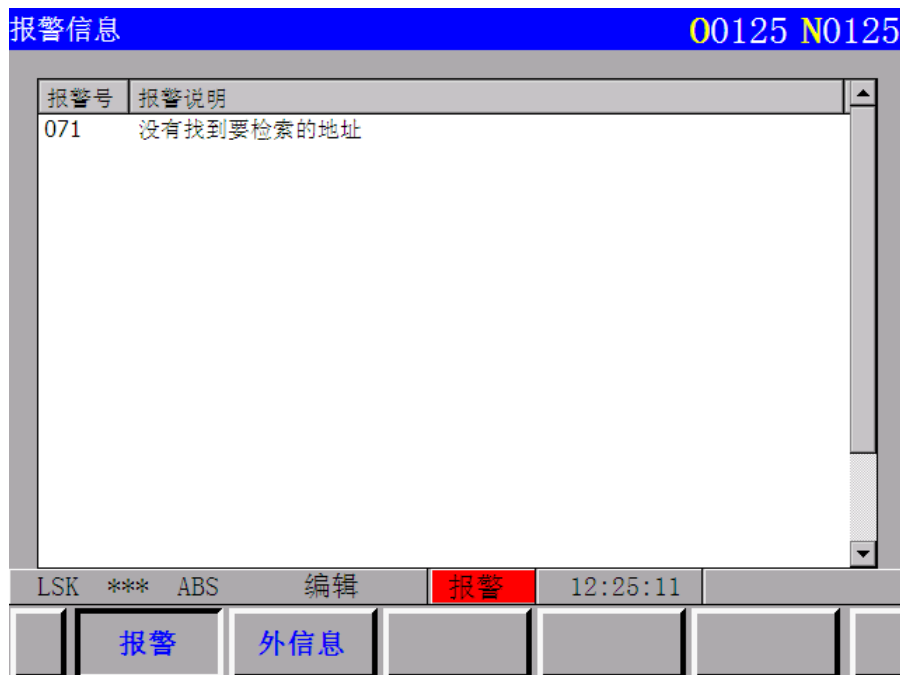 报警信息 O0125 N0125
报警号 报警说明
071 没有找到要检索的地址
LSK *** ABS 编辑 报警 12:25:11
报警 外信息